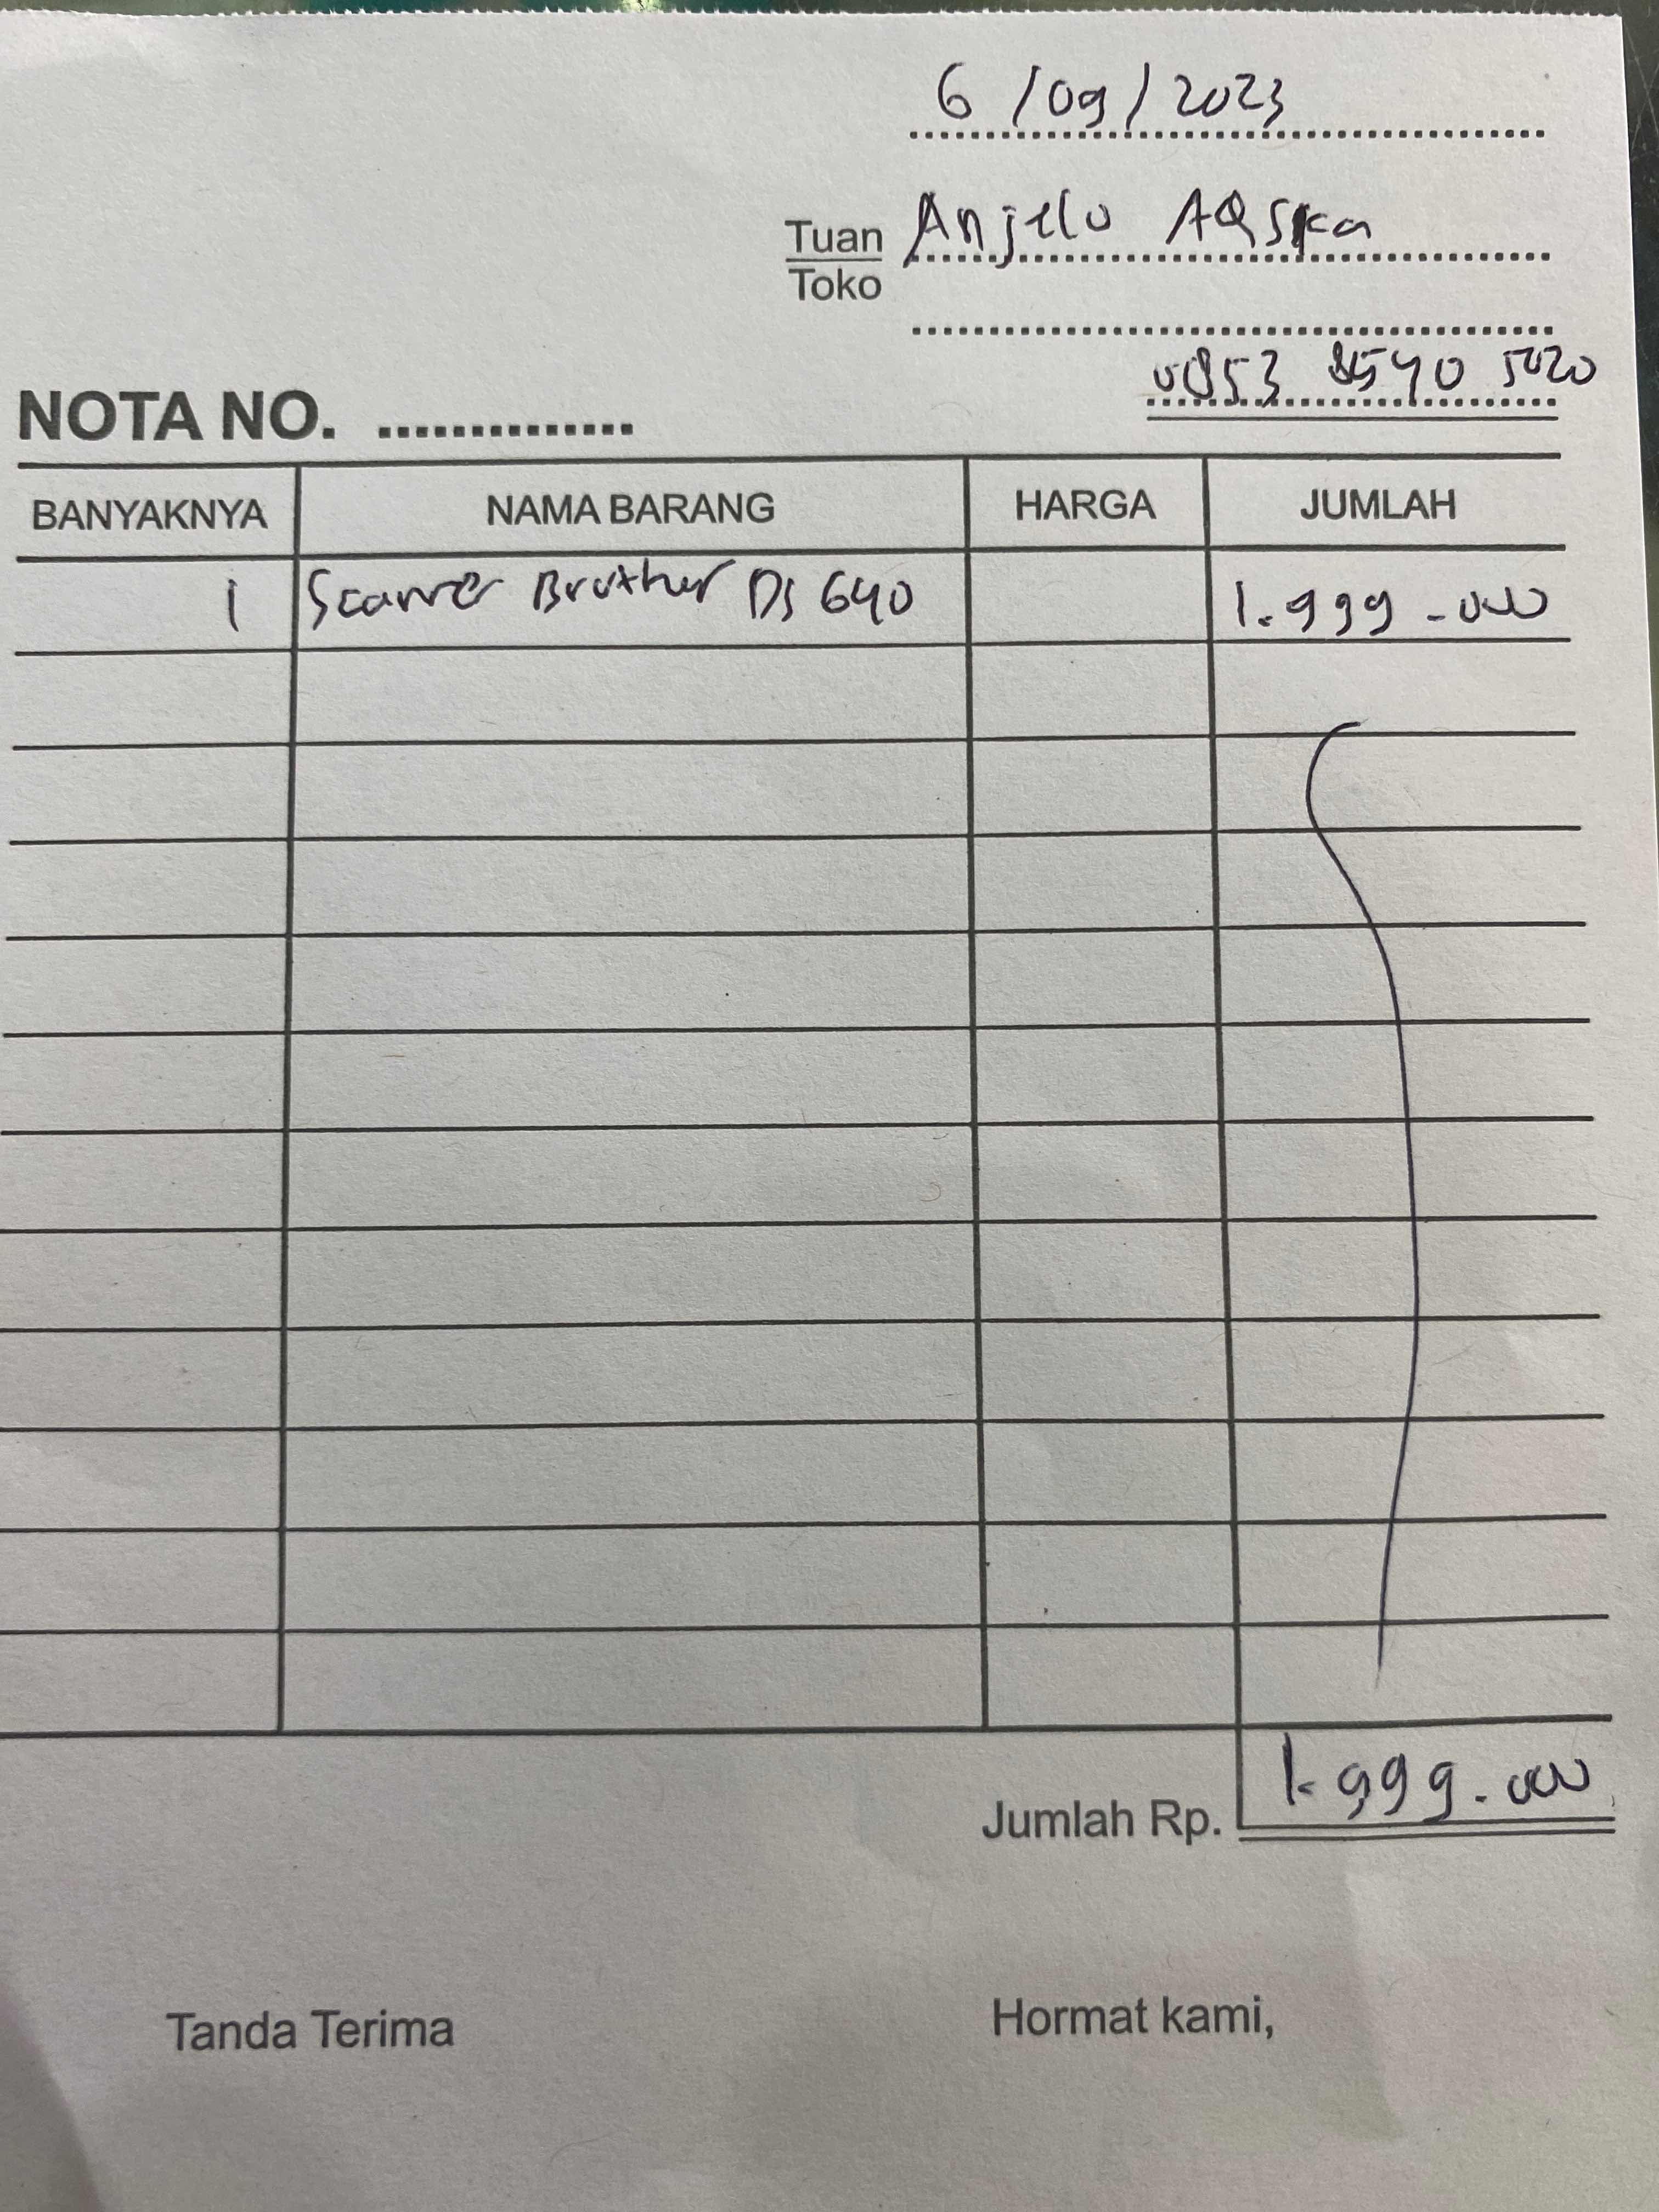 6 / 09 / 2023
Tuan Anjelo AQSka
Toko
0853 8540 5020
NOTA NO. ..............
BANYAKNYA NAMA BARANG HARGA JUMLAH
1 Scanner Brother DS 640 1.999.000
Jumlah Rp. 1.999.000
Tanda Terima Hormat kami,